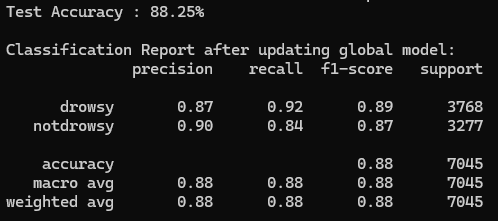 Test Accuracy : 88.25%
Classification Report after updating global model:
precision recall f1-score support
drowsy 0.87 0.92 0.89 3768
notdrowsy 0.90 0.84 0.87 3277
accuracy 0.88 7045
macro avg 0.88 0.88 0.88 7045
weighted avg 0.88 0.88 0.88 7045